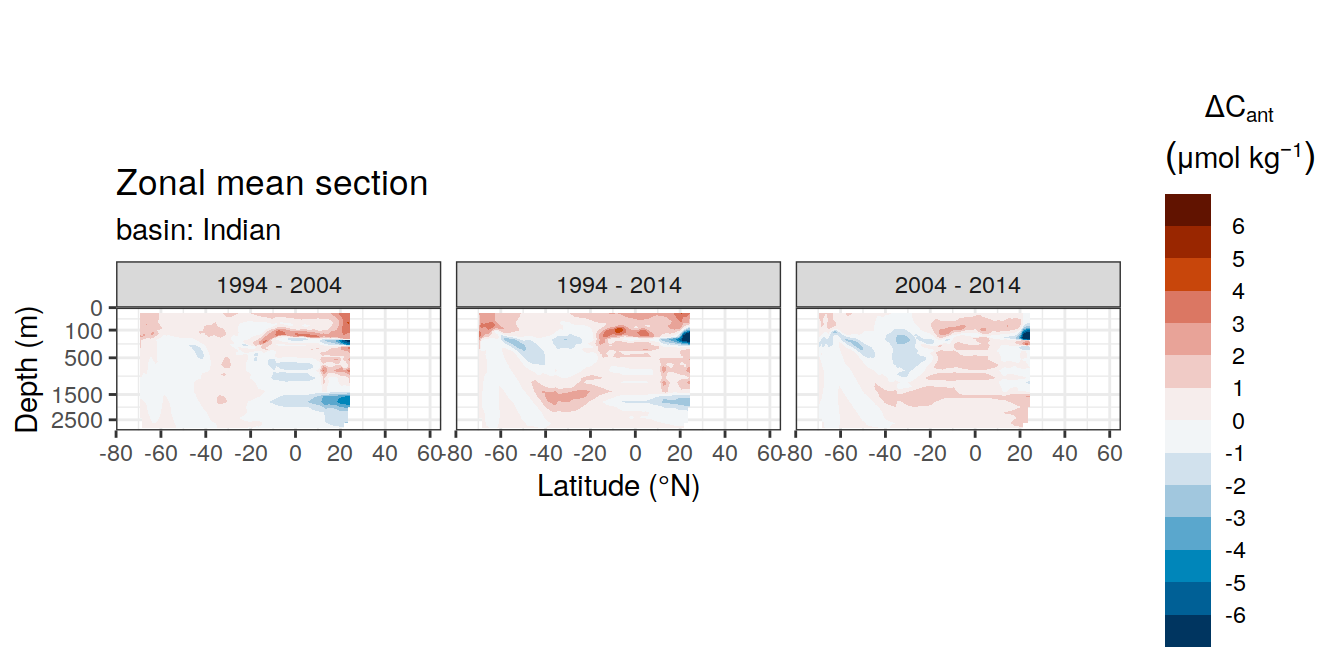 ΔCant
(μmol kg⁻¹)
Zonal mean section
basin: Indian
1994 - 2004
1994 - 2014
2004 - 2014
Depth (m)
0
100
500
1500
2500
-80 -60 -40 -20 0 20 40 60
-80 -60 -40 -20 0 20 40 60
-80 -60 -40 -20 0 20 40 60
Latitude (°N)
6
5
4
3
2
1
0
-1
-2
-3
-4
-5
-6